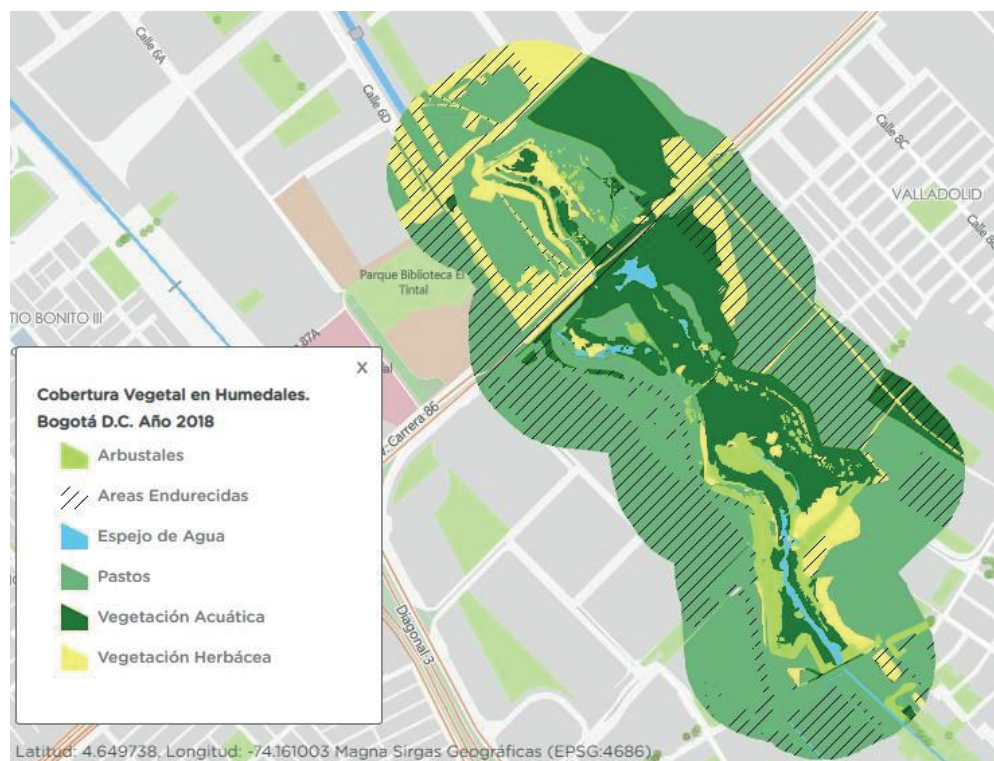 Calle 6A
Calle 6D
Calle 8C
VALLADOLID
Parque Biblioteca El
Tintal
TIO BONITO III
87A
Carrera 86
Diagonal 3
X
Cobertura Vegetal en Humedales.
Bogotá D.C. Año 2018
Arbustales
Areas Endurecidas
Espejo de Agua
Pastos
Vegetación Acuática
Vegetación Herbácea
Latitud: 4.649738, Longitud: -74.161003 Magna Sirgas Geográficas (EPSG:4686)